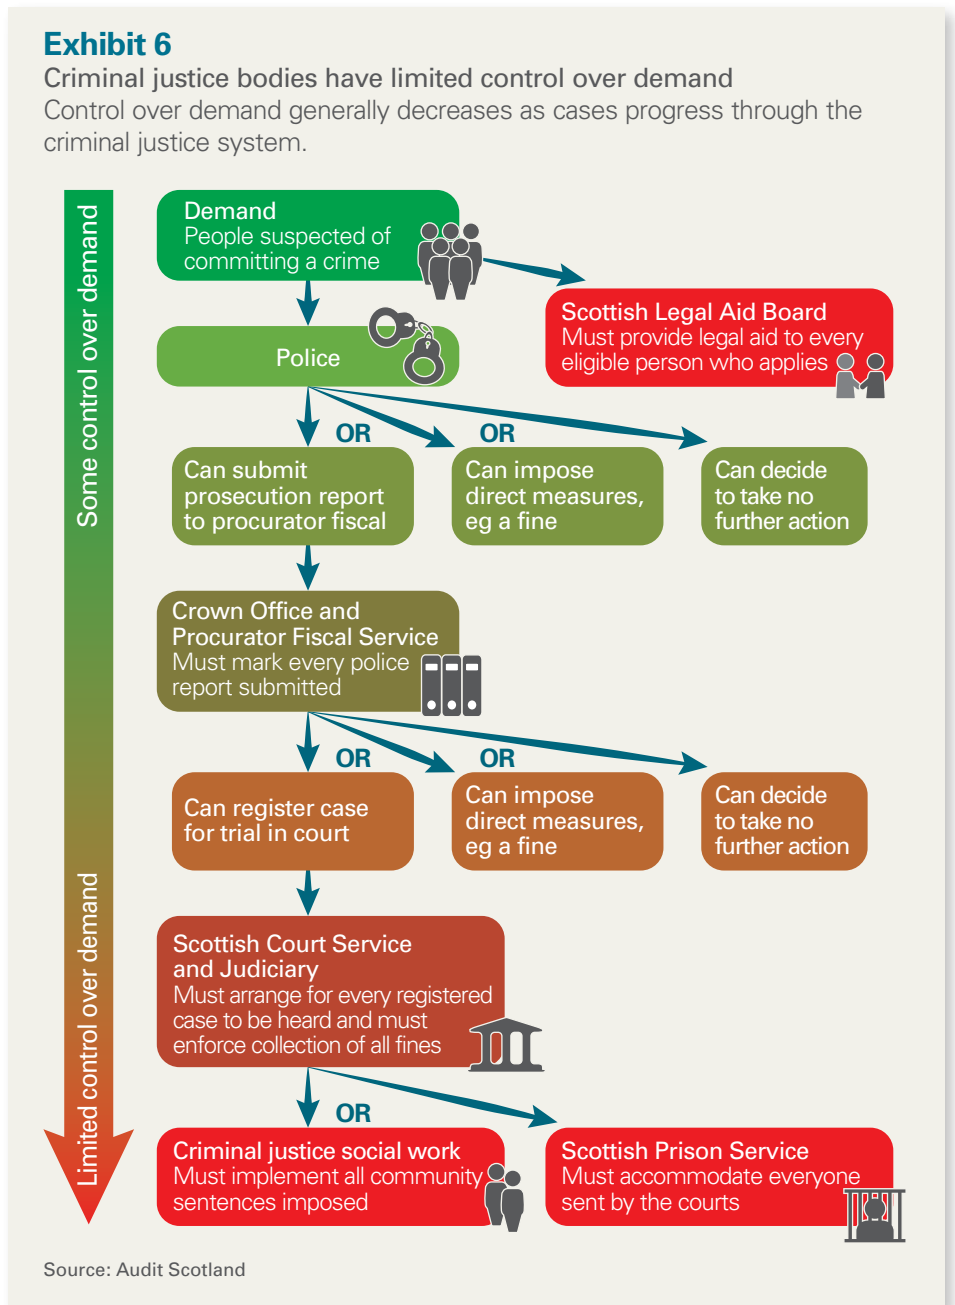 Exhibit 6
Criminal justice bodies have limited control over demand
Control over demand generally decreases as cases progress through the
criminal justice system.
Some control over demand
Limited control over demand
Demand
People suspected of
committing a crime
Scottish Legal Aid Board
Must provide legal aid to every
eligible person who applies
Police
OR
OR
Can submit
prosecution report
to procurator fiscal
Can impose
direct measures,
eg a fine
Can decide
to take no
further action
Crown Office and
Procurator Fiscal Service
Must mark every police
report submitted
OR
OR
Can register case
for trial in court
Can impose
direct measures,
eg a fine
Can decide
to take no
further action
Scottish Court Service
and Judiciary
Must arrange for every registered
case to be heard and must
enforce collection of all fines
OR
Criminal justice social work
Must implement all community
sentences imposed
Scottish Prison Service
Must accommodate everyone
sent by the courts
Source: Audit Scotland